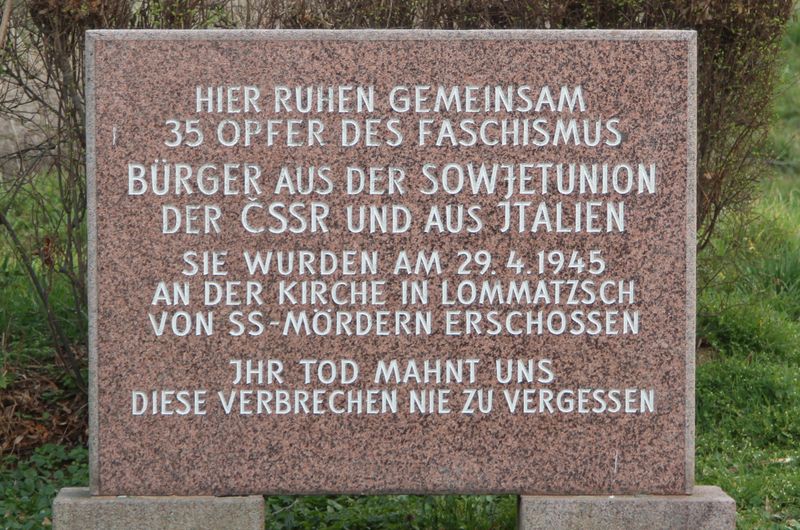 HIER RUHEN GEMEINSAM
35 OPFER DES FASCHISMUS
BÜRGER AUS DER SOWJETUNION
DER ČSSR UND AUS JTALIEN
SIE WURDEN AM 29.4.1945
AN DER KIRCHE IN LOMMATZSCH
VON SS-MÖRDERN ERSCHOSSEN
JHR TOD MAHNT UNS
DIESE VERBRECHEN NIE ZU VERGESSEN